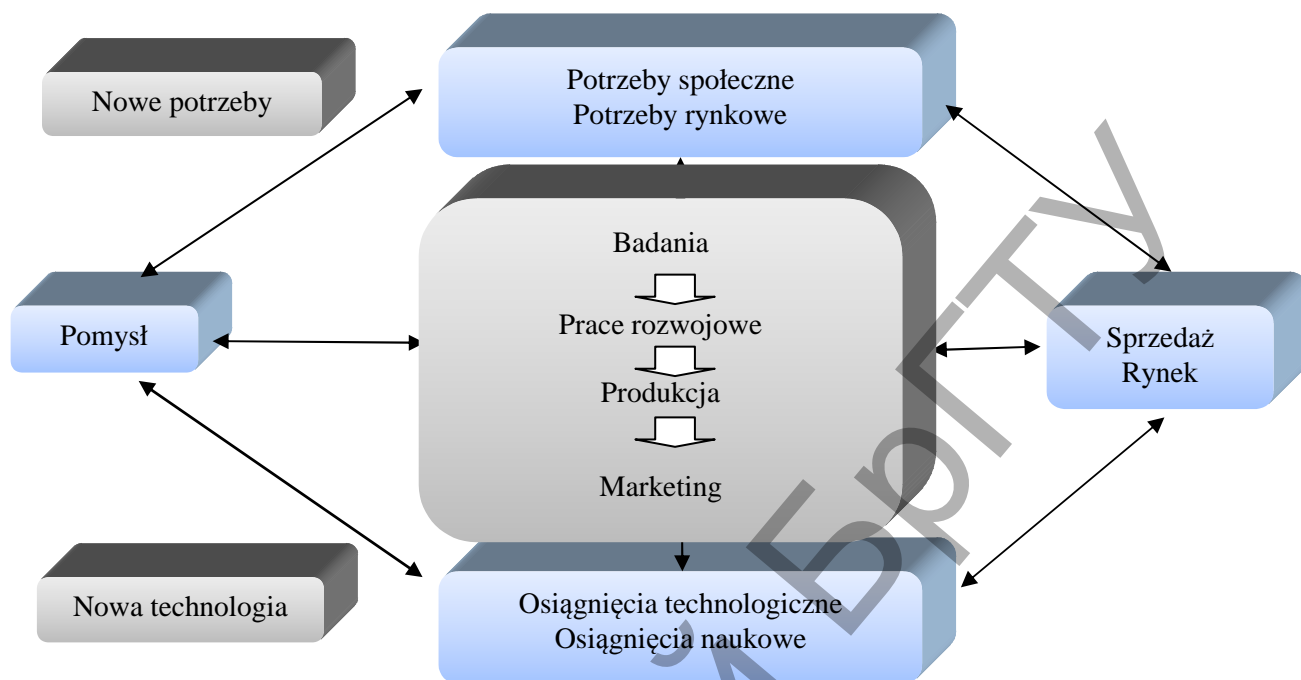 Nowe potrzeby
Potrzeby społeczne
Potrzeby rynkowe
Badania
Prace rozwojowe
Produkcja
Marketing
Pomysł
Sprzedaż
Rynek
Nowa technologia
Osiągnięcia technologiczne
Osiągnięcia naukowe
БрГТУ